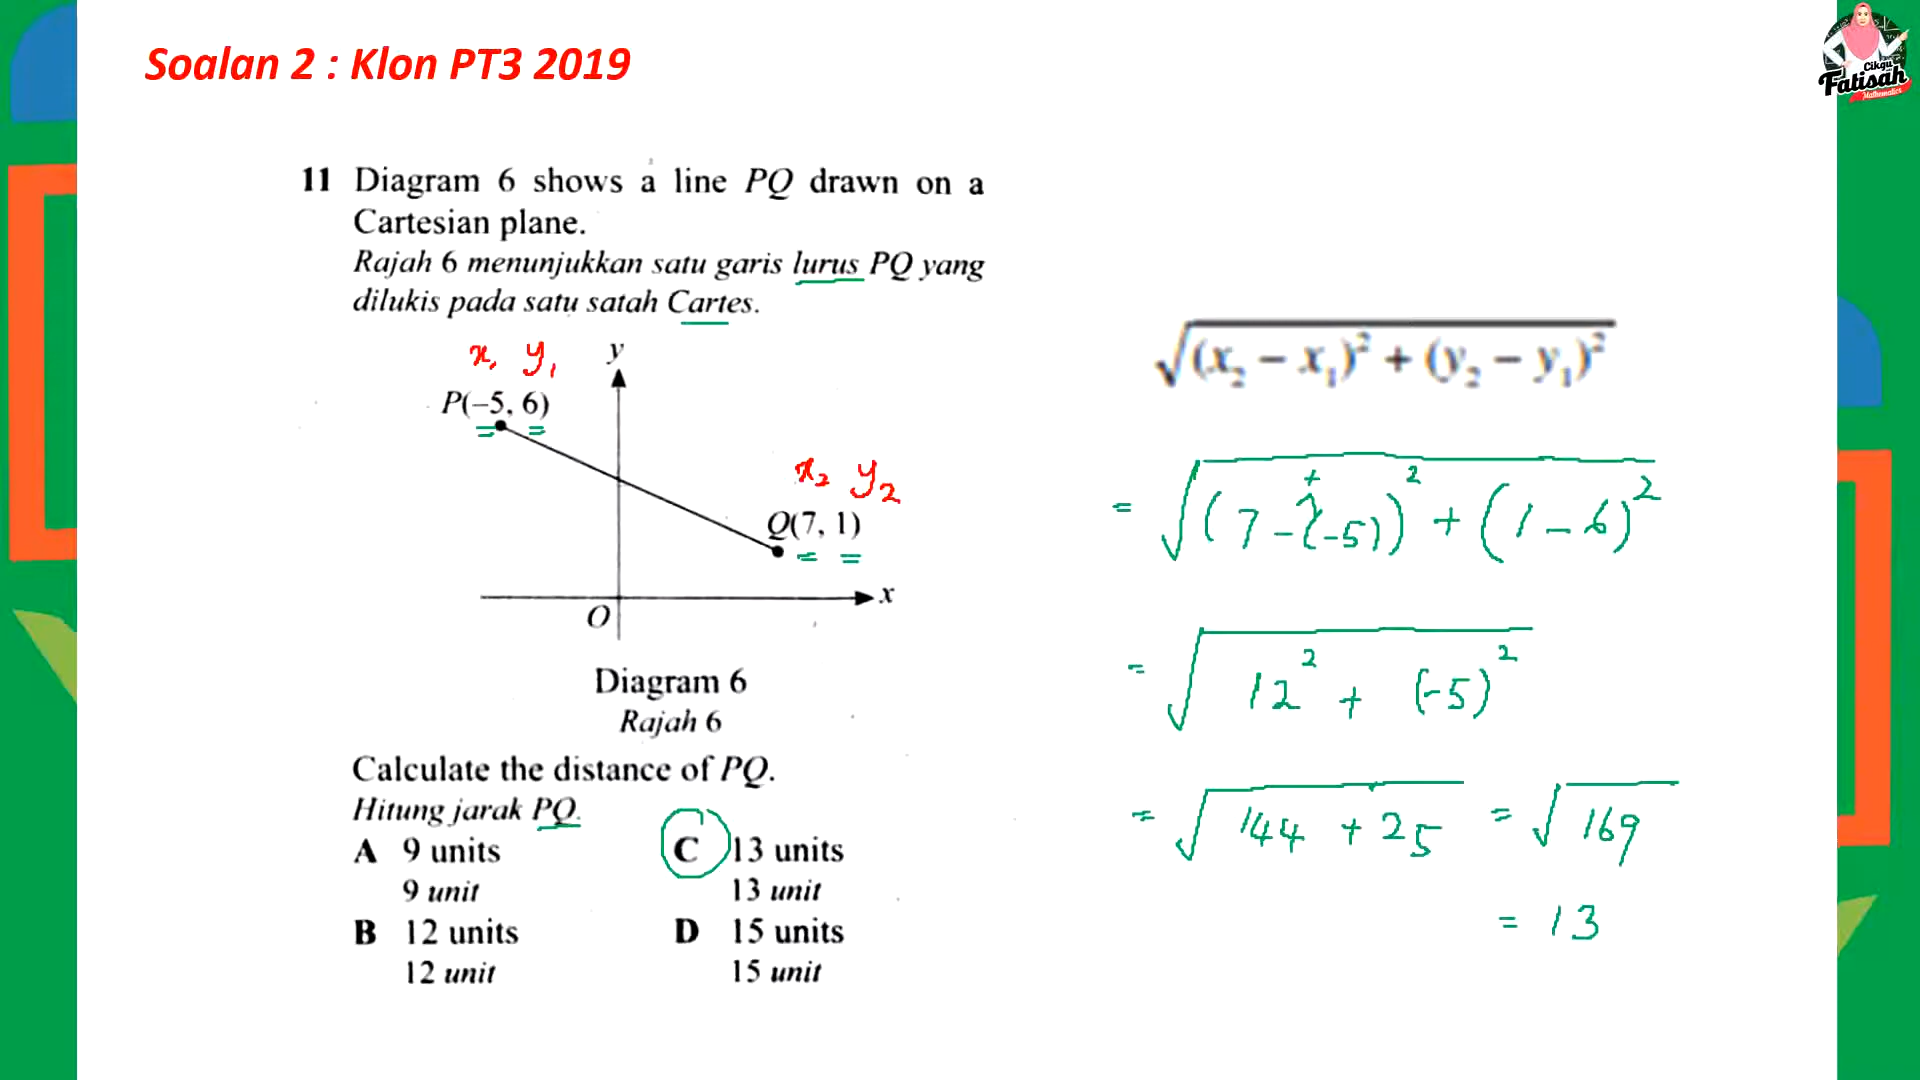 Soalan 2 : Klon PT3 2019
Cikgu
Fatisah
Mathematics
11 Diagram 6 shows a line PQ drawn on a
Cartesian plane.
Rajah 6 menunjukkan satu garis lurus PQ yang
dilukis pada satu satah Cartes.
x₁ y₁
y
P(–5, 6)
x₂ y₂
Q(7, 1)
x
O
Diagram 6
Rajah 6
Calculate the distance of PQ.
Hitung jarak PQ.
A 9 units
9 unit
B 12 units
12 unit
C 13 units
13 unit
D 15 units
15 unit
√(x₂ – x₁)² + (y₂ – y₁)²
= √(7 – (–5))² + (1 – 6)²
+
= √12² + (–5)²
= √144 + 25 = √169
= 13